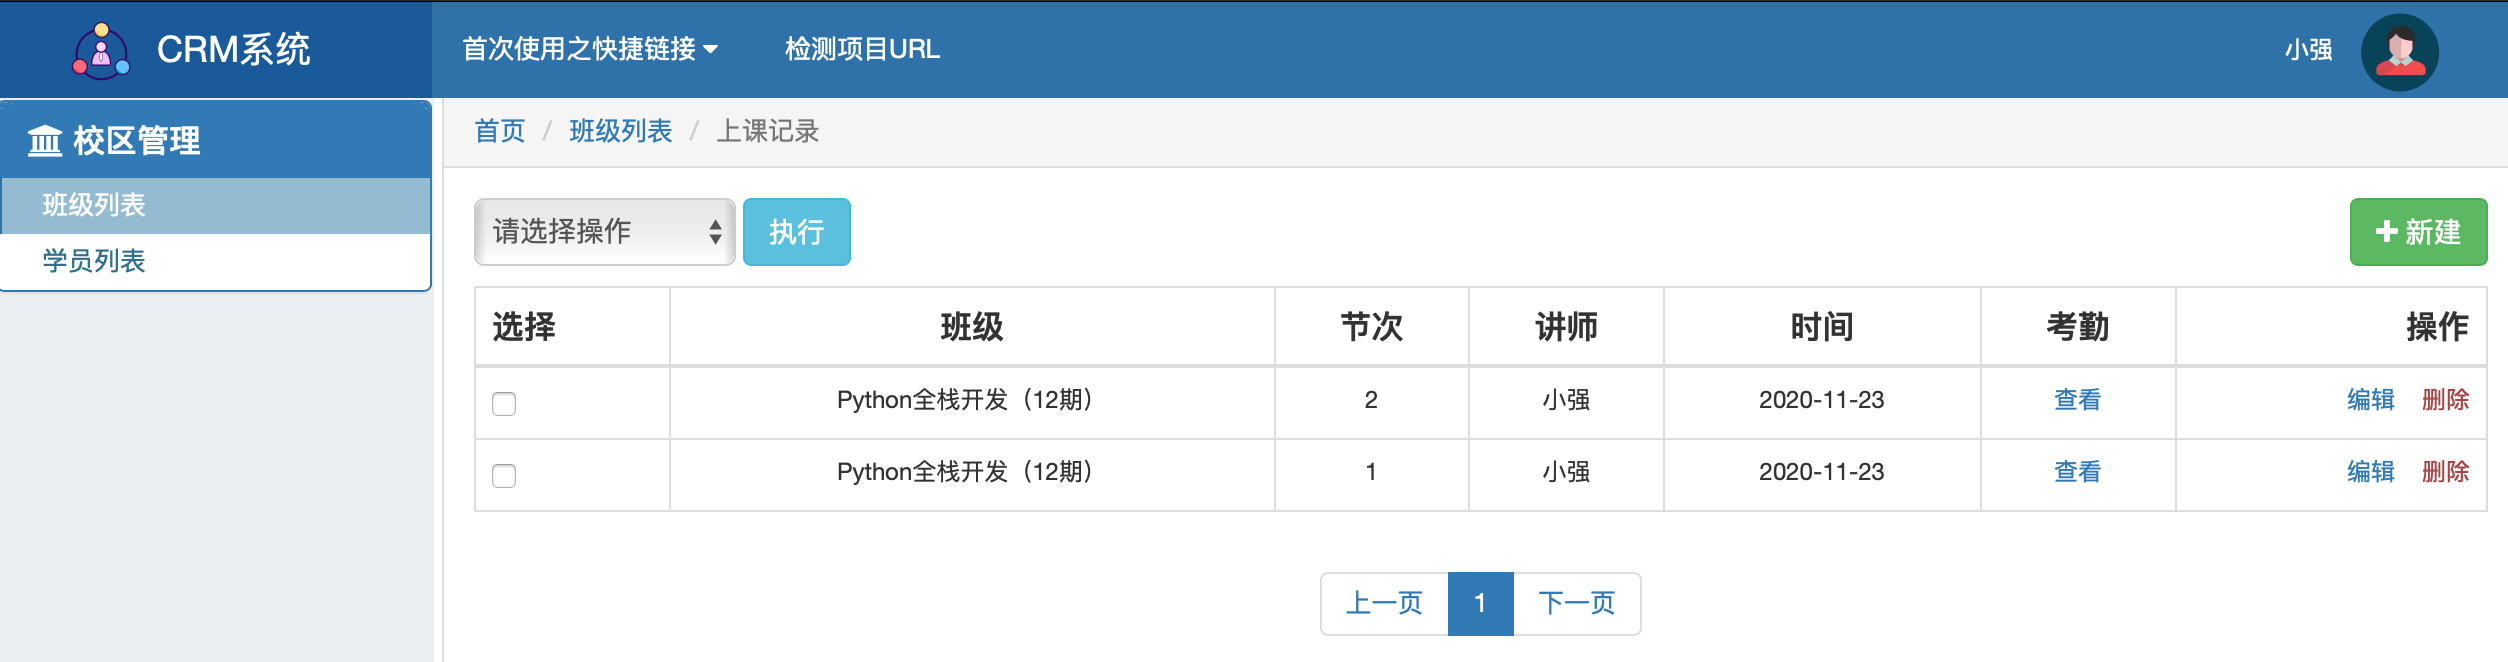 CRM系统 首次使用之快捷链接 检测项目URL 小强
校区管理
班级列表
学员列表
首页 / 班级列表 / 上课记录
请选择操作 执行 新建
选择 班级 节次 讲师 时间 考勤 操作
Python全栈开发（12期） 2 小强 2020-11-23 查看 编辑 删除
Python全栈开发（12期） 1 小强 2020-11-23 查看 编辑 删除
上一页 1 下一页